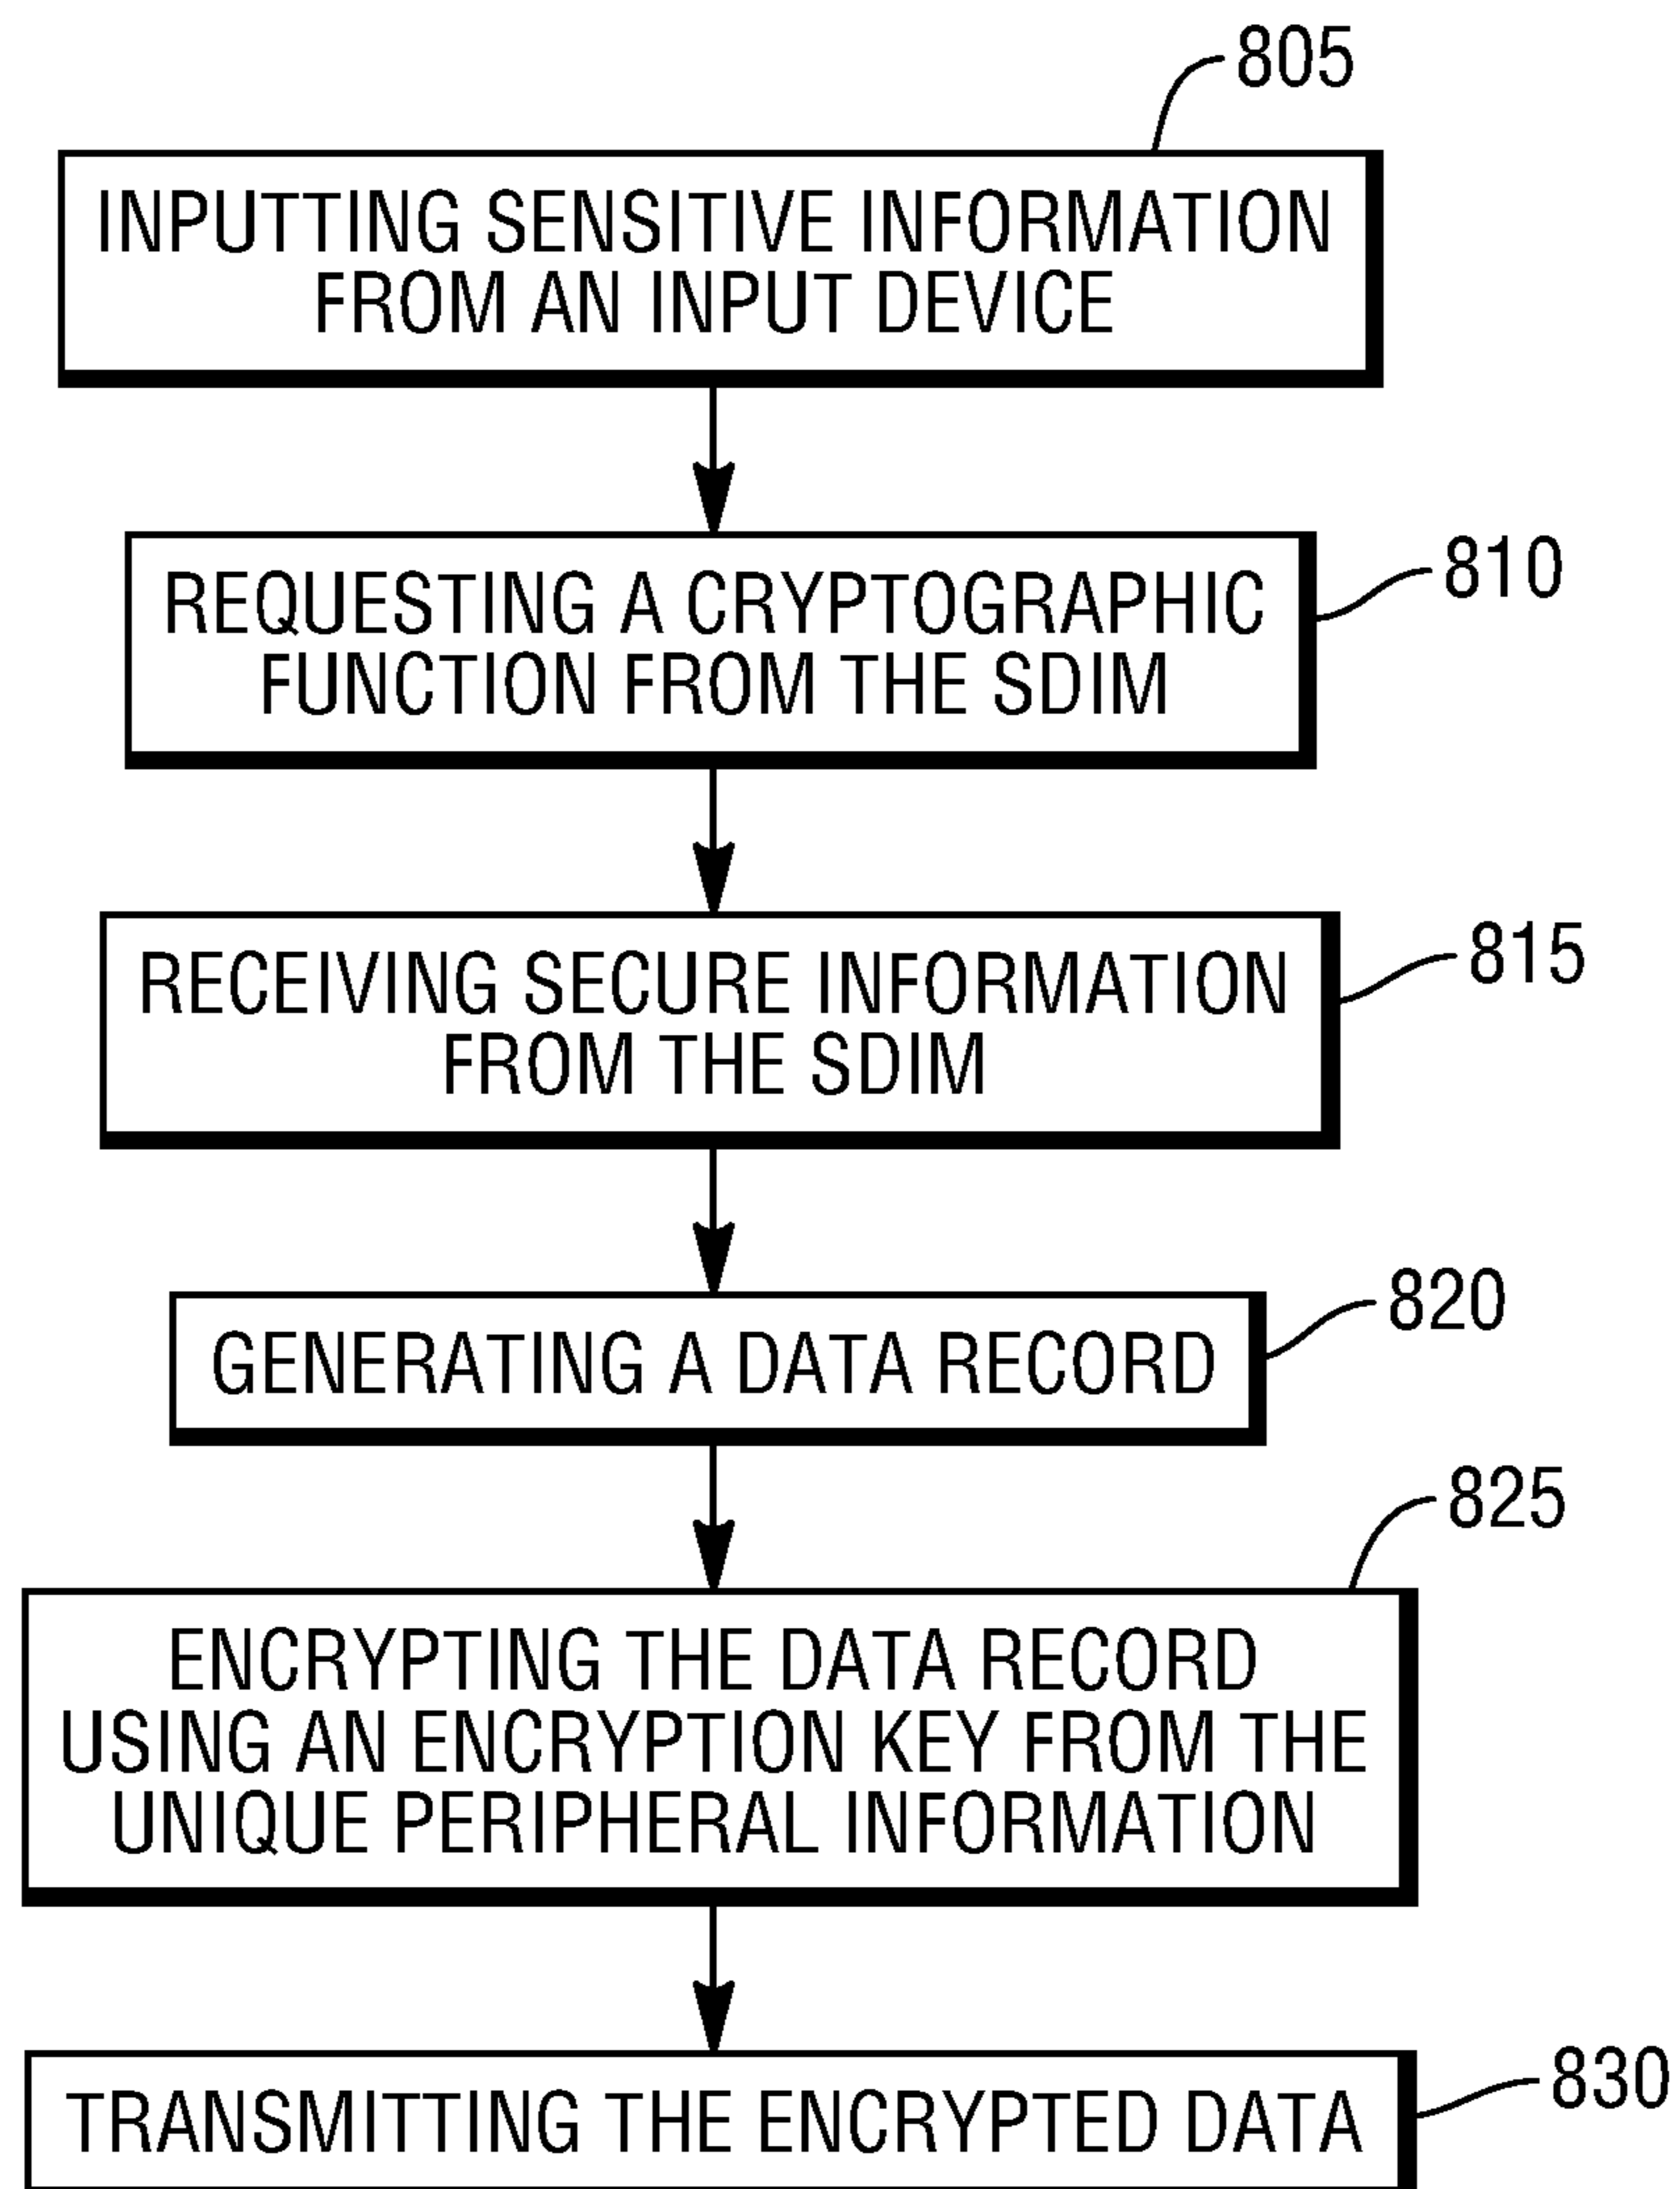 805
INPUTTING SENSITIVE INFORMATION
FROM AN INPUT DEVICE
810
REQUESTING A CRYPTOGRAPHIC
FUNCTION FROM THE SDIM
815
RECEIVING SECURE INFORMATION
FROM THE SDIM
820
GENERATING A DATA RECORD
825
ENCRYPTING THE DATA RECORD
USING AN ENCRYPTION KEY FROM THE
UNIQUE PERIPHERAL INFORMATION
830
TRANSMITTING THE ENCRYPTED DATA